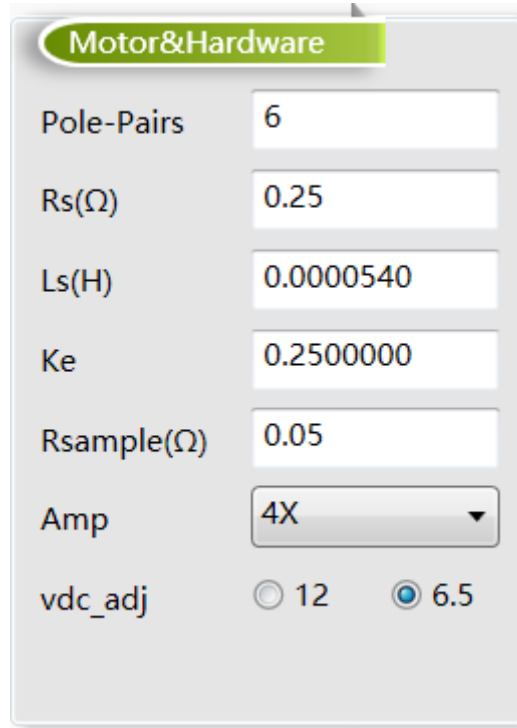 Motor&Hardware
Pole-Pairs 6
Rs(Ω) 0.25
Ls(H) 0.0000540
Ke 0.2500000
Rsample(Ω) 0.05
Amp 4X
vdc_adj 12 6.5